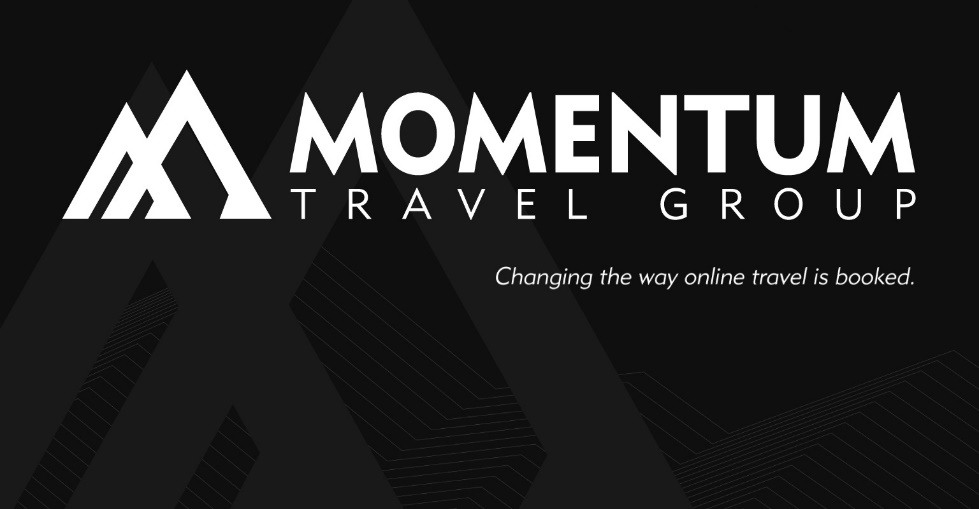 MOMENTUM
TRAVEL GROUP
Changing the way online travel is booked.